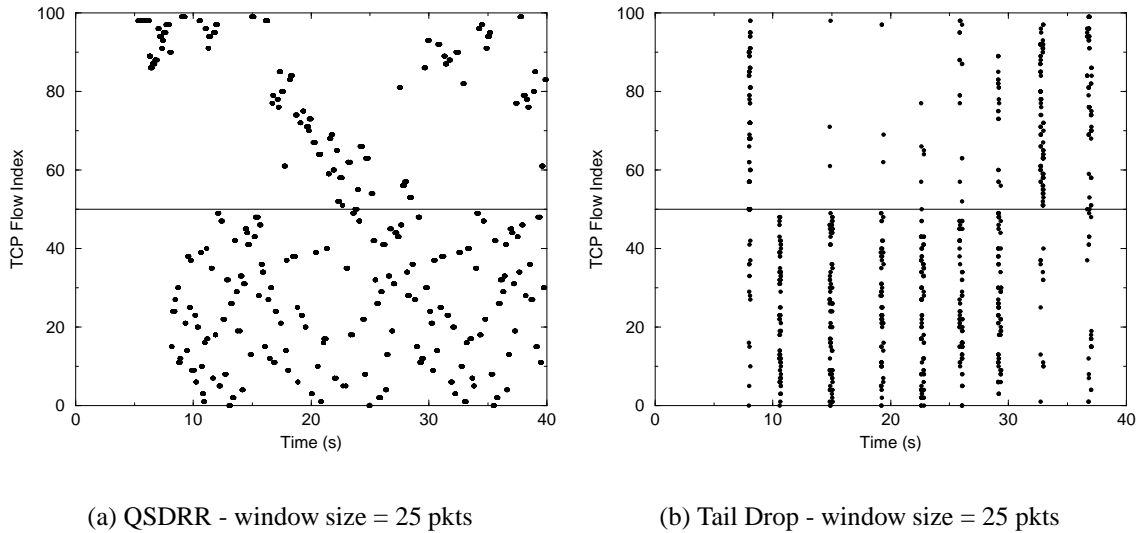 100
80
60
40
20
0
TCP Flow Index
0 10 20 30 40
Time (s)
(a) QSDRR - window size = 25 pkts
100
80
60
40
20
0
TCP Flow Index
0 10 20 30 40
Time (s)
(b) Tail Drop - window size = 25 pkts